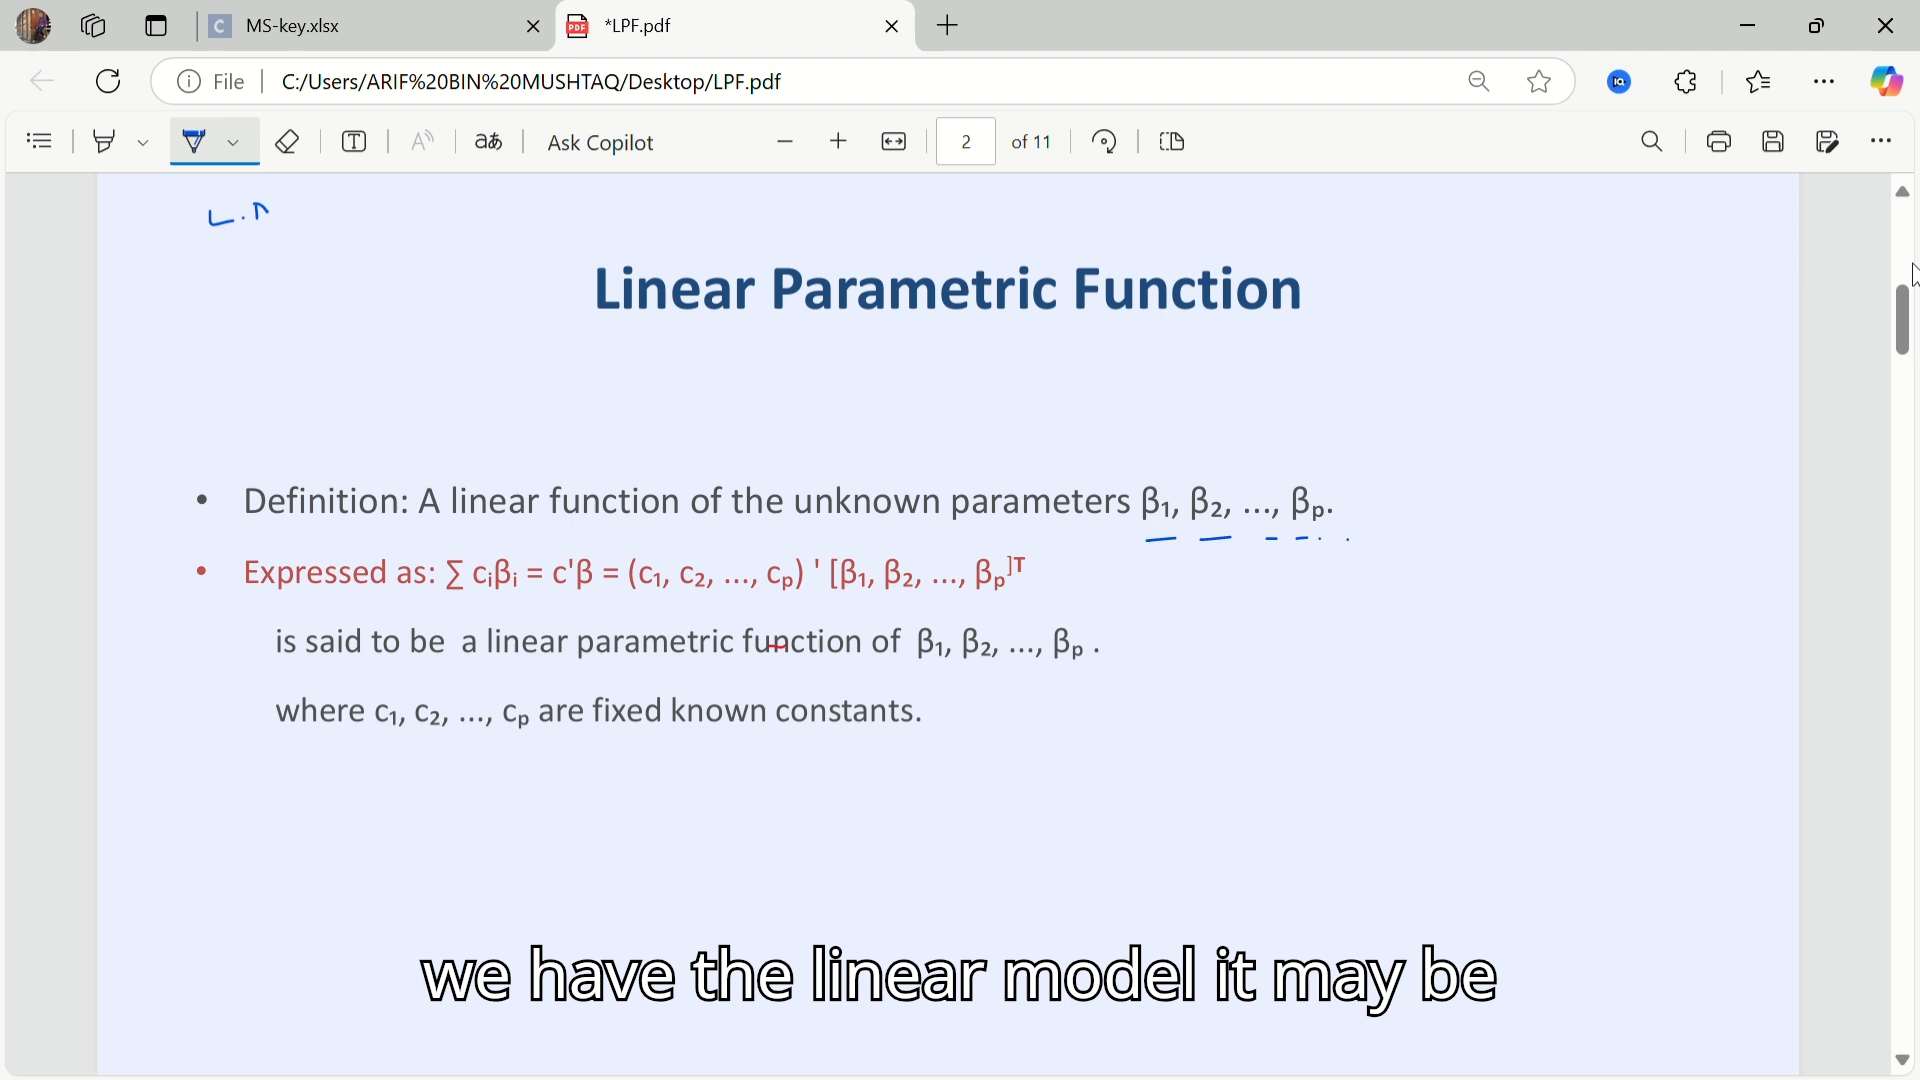 MS-key.xlsx
*LPF.pdf
File
C:/Users/ARIF%20BIN%20MUSHTAQ/Desktop/LPF.pdf
aあ Ask Copilot 2 of 11
Linear Parametric Function
• Definition: A linear function of the unknown parameters β₁, β₂, ..., βₚ.
• Expressed as: ∑ cᵢβᵢ = c'β = (c₁, c₂, ..., cₚ) ' [β₁, β₂, ..., βₚ]ᵀ
is said to be a linear parametric function of β₁, β₂, ..., βₚ .
where c₁, c₂, ..., cₚ are fixed known constants.
we have the linear model it may be